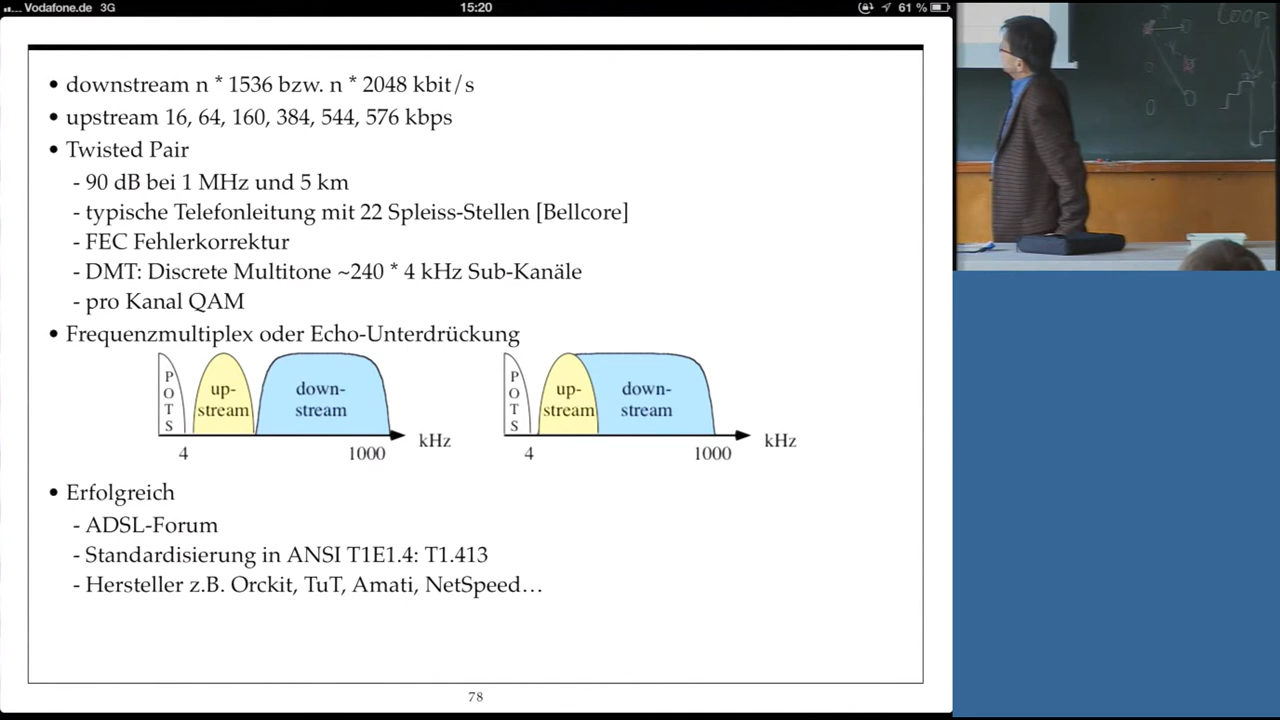 Vodafone.de 3G 15:20 61 %
• downstream n * 1536 bzw. n * 2048 kbit/s
• upstream 16, 64, 160, 384, 544, 576 kbps
• Twisted Pair
- 90 dB bei 1 MHz und 5 km
- typische Telefonleitung mit 22 Spleiss-Stellen [Bellcore]
- FEC Fehlerkorrektur
- DMT: Discrete Multitone ~240 * 4 kHz Sub-Kanäle
- pro Kanal QAM
• Frequenzmultiplex oder Echo-Unterdrückung
POTS
up-
stream
down-
stream
kHz
4
1000
POTS
up-
stream
down-
stream
kHz
4
1000
• Erfolgreich
- ADSL-Forum
- Standardisierung in ANSI T1E1.4: T1.413
- Hersteller z.B. Orckit, TuT, Amati, NetSpeed…
78
Loop